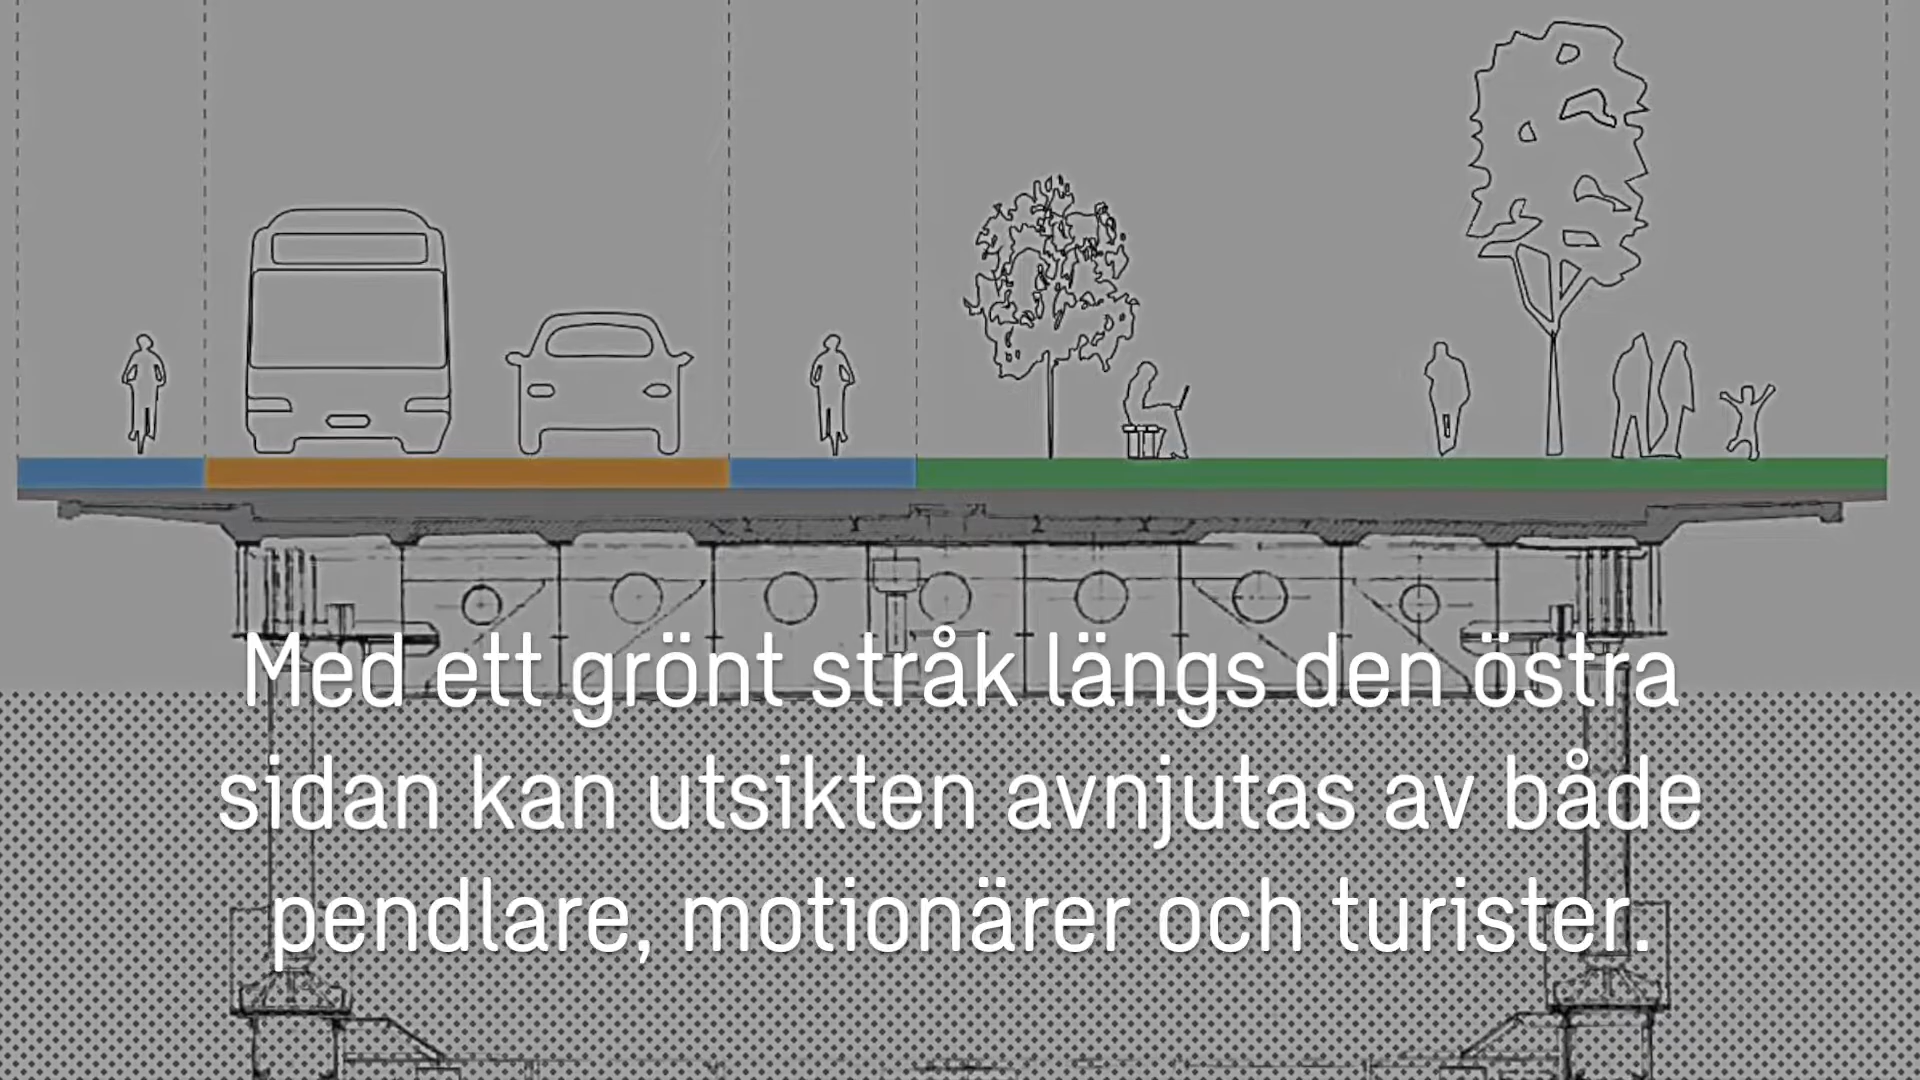 Med ett grönt stråk längs den östra
sidan kan utsikten avnjutas av både
pendlare, motionärer och turister.